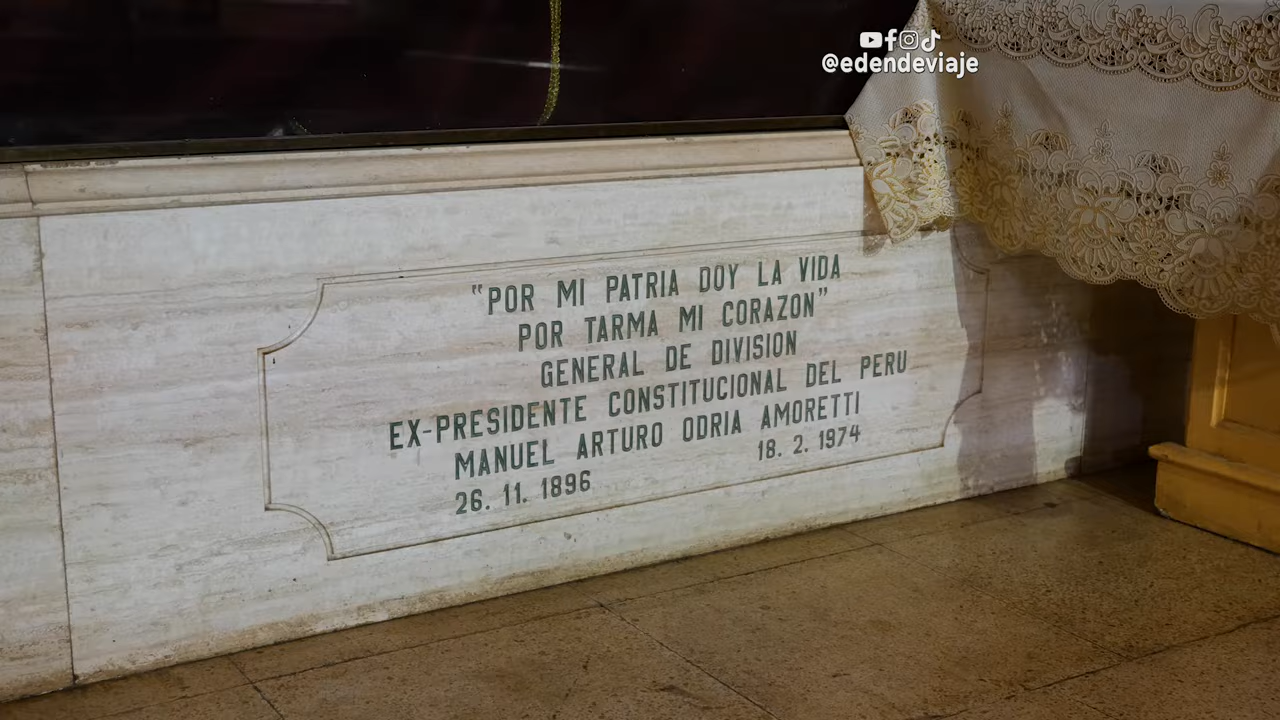 @edendeviaje
"POR MI PATRIA DOY LA VIDA
POR TARMA MI CORAZON"
GENERAL DE DIVISION
EX-PRESIDENTE CONSTITUCIONAL DEL PERU
MANUEL ARTURO ODRIA AMORETTI
26. 11. 1896 18. 2. 1974